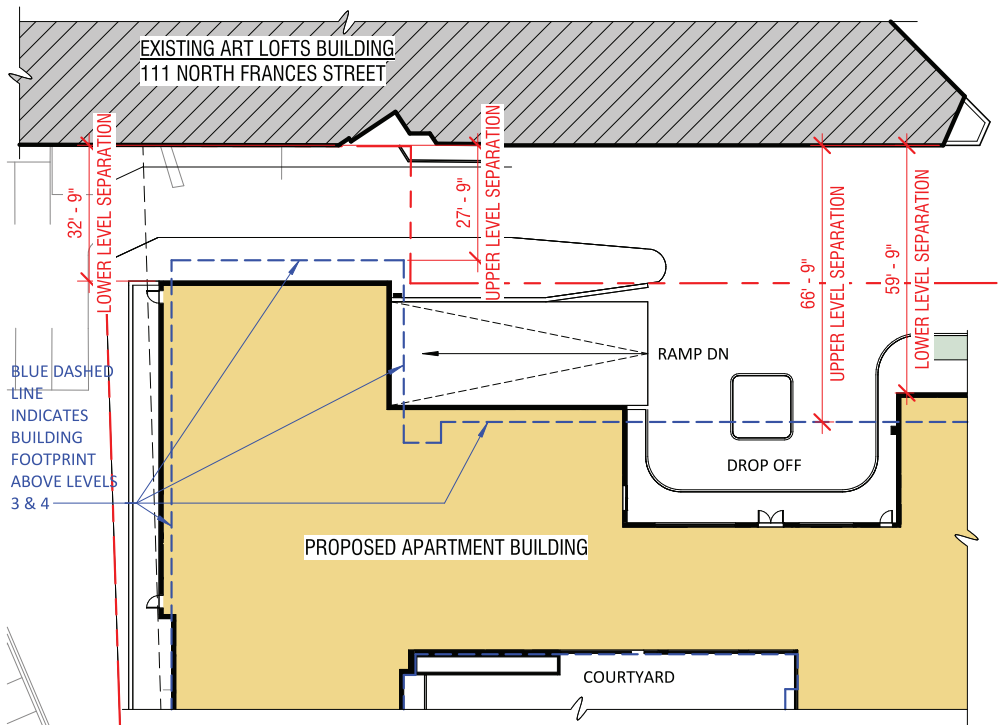 EXISTING ART LOFTS BUILDING
111 NORTH FRANCES STREET
32' - 9"
LOWER LEVEL SEPARATION
27' - 9"
UPPER LEVEL SEPARATION
66' - 9"
UPPER LEVEL SEPARATION
59' - 9"
LOWER LEVEL SEPARATION
RAMP DN
BLUE DASHED
LINE
INDICATES
BUILDING
FOOTPRINT
ABOVE LEVELS
3 & 4
DROP OFF
PROPOSED APARTMENT BUILDING
COURTYARD